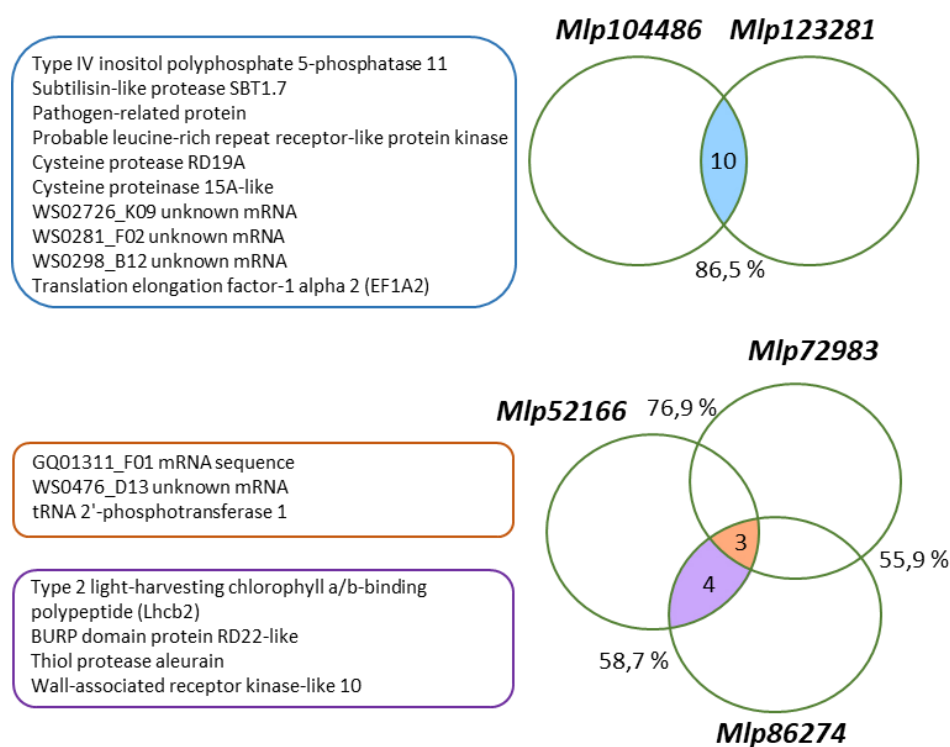 Mlp104486 Mlp123281
Type IV inositol polyphosphate 5-phosphatase 11
Subtilisin-like protease SBT1.7
Pathogen-related protein
Probable leucine-rich repeat receptor-like protein kinase
Cysteine protease RD19A
Cysteine proteinase 15A-like
WS02726_K09 unknown mRNA
WS0281_F02 unknown mRNA
WS0298_B12 unknown mRNA
Translation elongation factor-1 alpha 2 (EF1A2)
10
86,5 %
Mlp72983
Mlp52166
76,9 %
GQ01311_F01 mRNA sequence
WS0476_D13 unknown mRNA
tRNA 2'-phosphotransferase 1
3
55,9 %
4
Type 2 light-harvesting chlorophyll a/b-binding
polypeptide (Lhcb2)
BURP domain protein RD22-like
Thiol protease aleurain
Wall-associated receptor kinase-like 10
58,7 %
Mlp86274